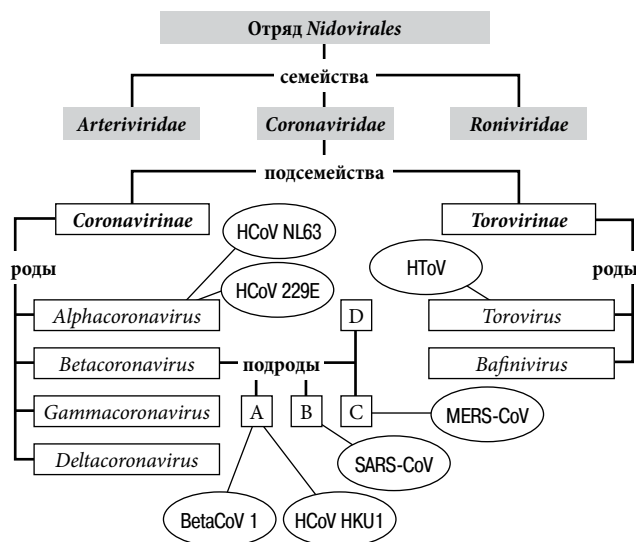 Отряд Nidovirales
семейства
Arteriviridae
Coronaviridae
Roniviridae
подсемейства
Coronavirinae
Torovirinae
роды
роды
HCoV NL63
HCoV 229E
HToV
Alphacoronavirus
D
Torovirus
Betacoronavirus
подроды
Bafinivirus
Gammacoronavirus
A
B
C
MERS-CoV
Deltacoronavirus
SARS-CoV
BetaCoV 1
HCoV HKU1